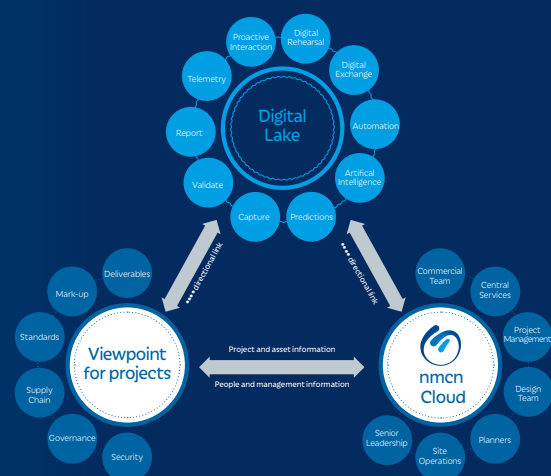 Proactive
Interaction
Digital
Rehearsal
Digital
Exchange
Telemetry
Digital
Lake
Automation
Report
Artifical
Intelligence
Validate
Capture
Predictions
directional link
directional link
Deliverables
Mark-up
Standards
Supply
Chain
Governance
Security
Viewpoint
for projects
Project and asset information
People and management information
Commercial
Team
Central
Services
Project
Management
Design
Team
Planners
Site
Operations
Senior
Leadership
nmcn
Cloud